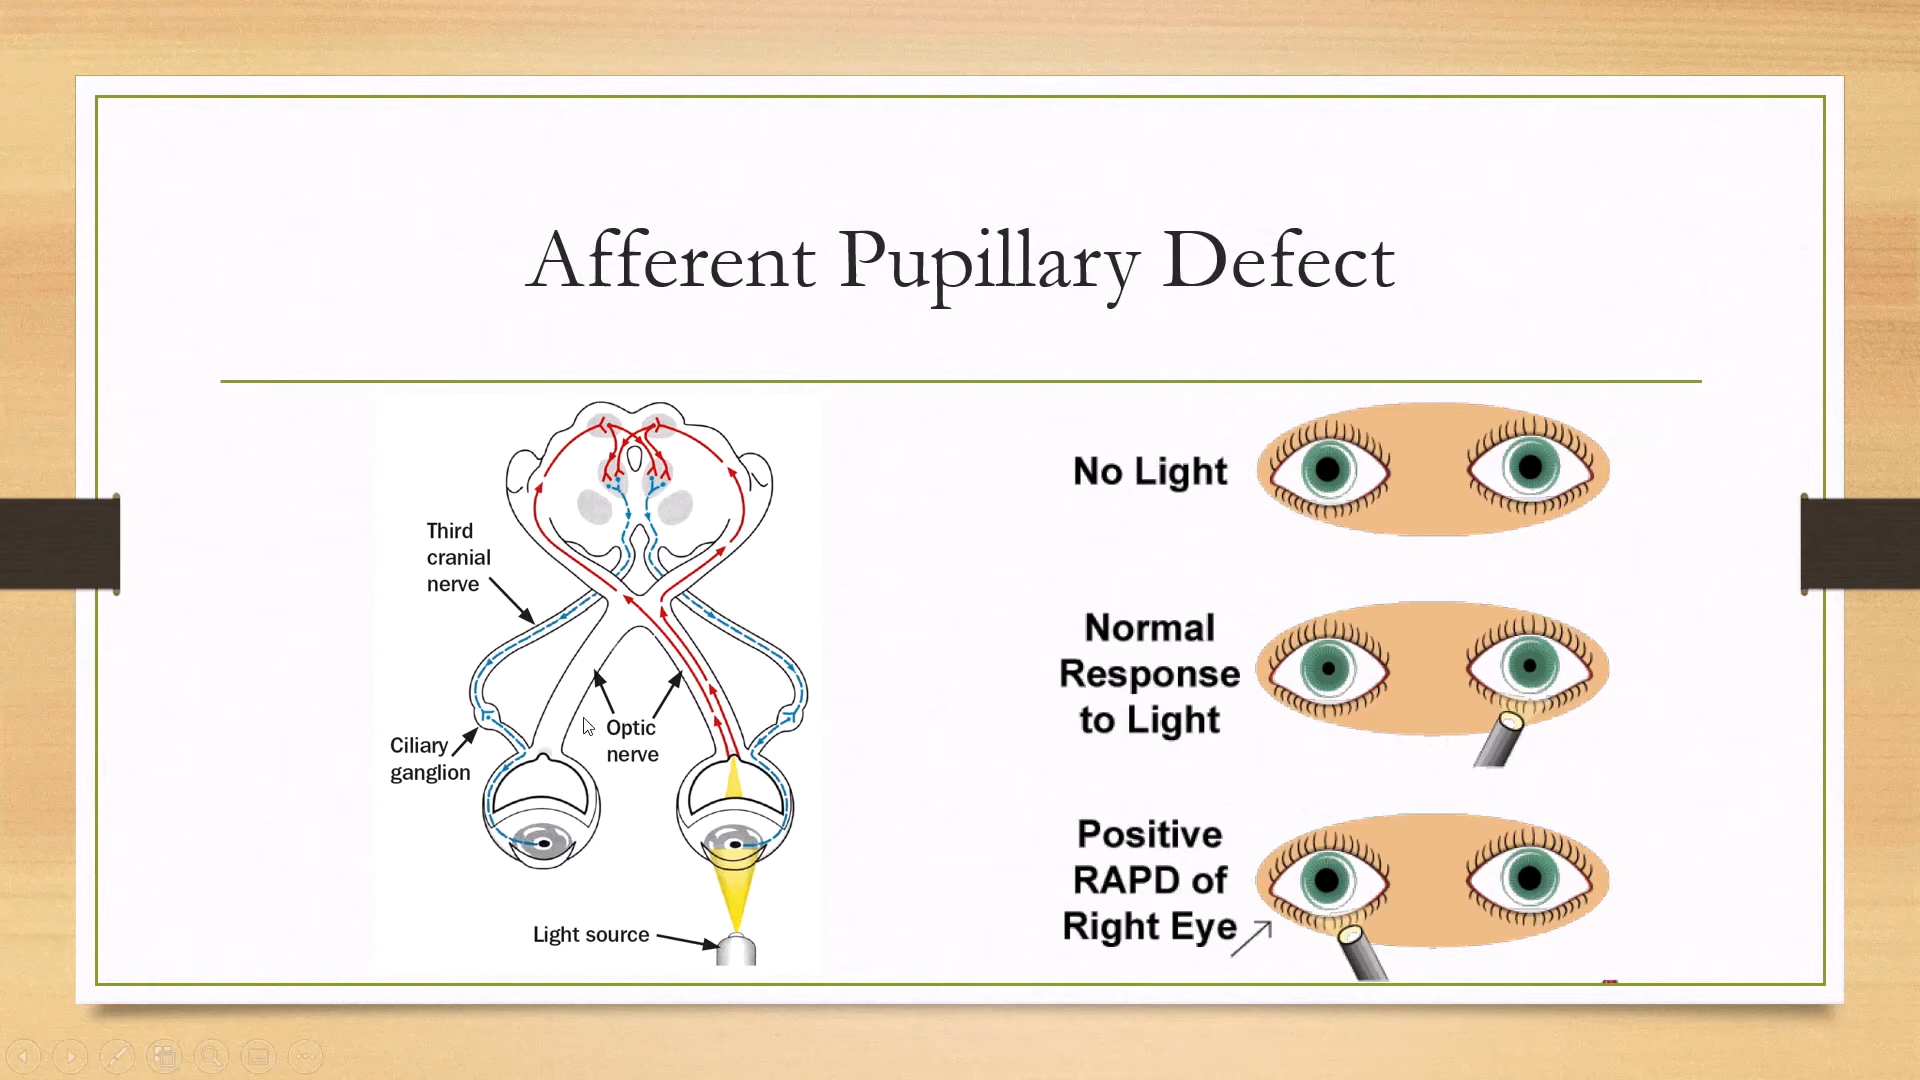 Afferent Pupillary Defect
Third
cranial
nerve
Ciliary
ganglion
Optic
nerve
Light source
No Light
Normal
Response
to Light
Positive
RAPD of
Right Eye